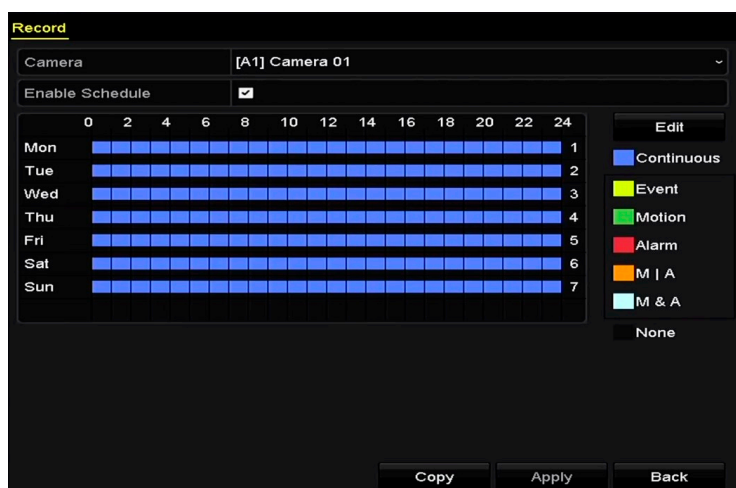 Record
Camera [A1] Camera 01
Enable Schedule
0 2 4 6 8 10 12 14 16 18 20 22 24
Edit
Mon 1
Continuous
Tue 2
Wed 3
Event
Thu 4
Motion
Fri 5
Alarm
Sat 6
M | A
Sun 7
M & A
None
Copy Apply Back